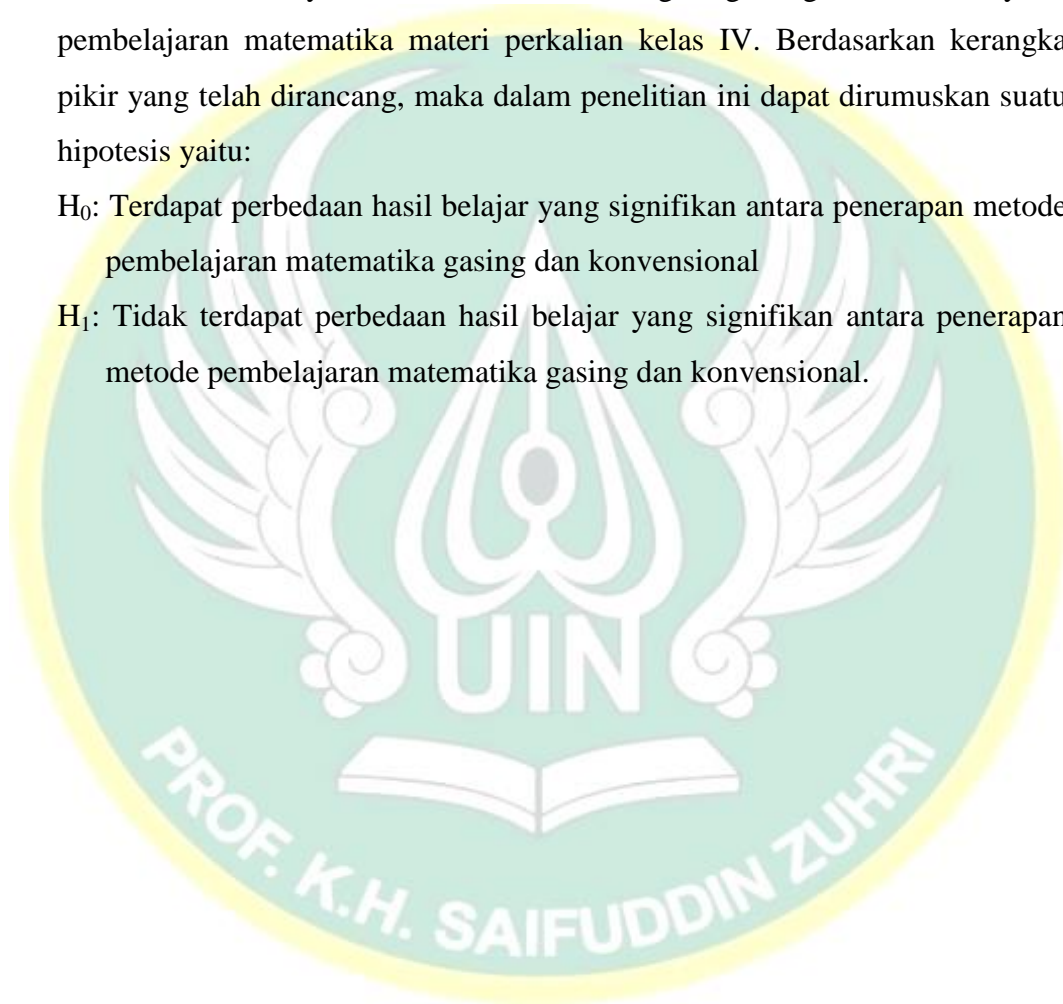 pembelajaran matematika materi perkalian kelas IV. Berdasarkan kerangka
pikir yang telah dirancang, maka dalam penelitian ini dapat dirumuskan suatu
hipotesis yaitu:
H₀: Terdapat perbedaan hasil belajar yang signifikan antara penerapan metode
pembelajaran matematika gasing dan konvensional
H₁: Tidak terdapat perbedaan hasil belajar yang signifikan antara penerapan
metode pembelajaran matematika gasing dan konvensional.
UIN
PROF. K.H. SAIFUDDIN ZUHRI